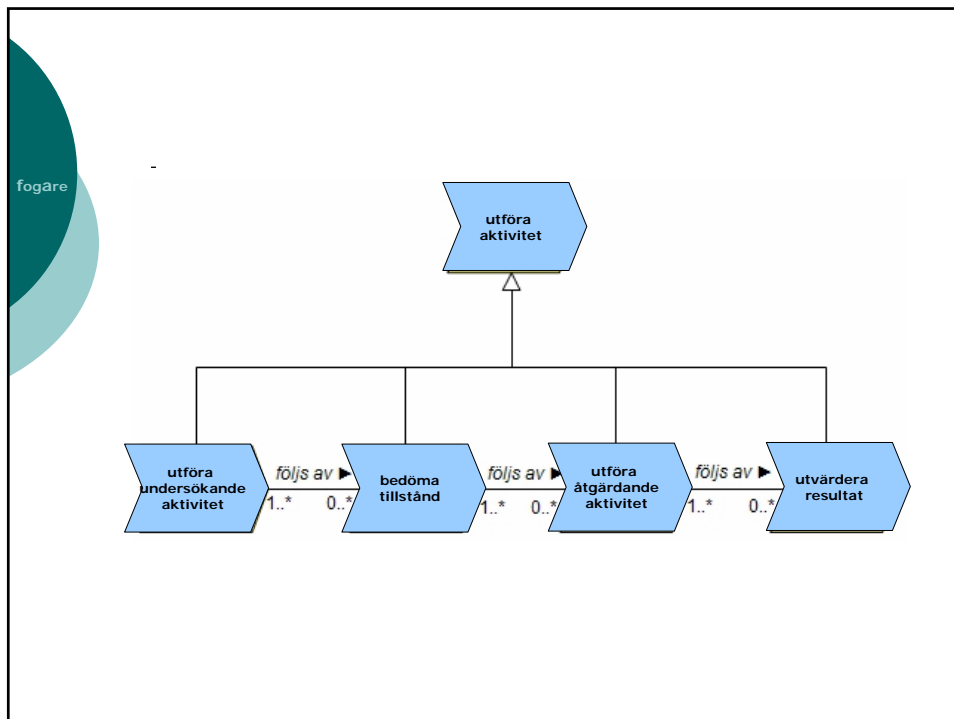 -
fogare
utföra
aktivitet
utföra
undersökande
aktivitet
följs av ►
1..* 0..*
bedöma
tillstånd
följs av ►
1..* 0..*
utföra
åtgärdande
aktivitet
följs av ►
1..* 0..*
utvärdera
resultat